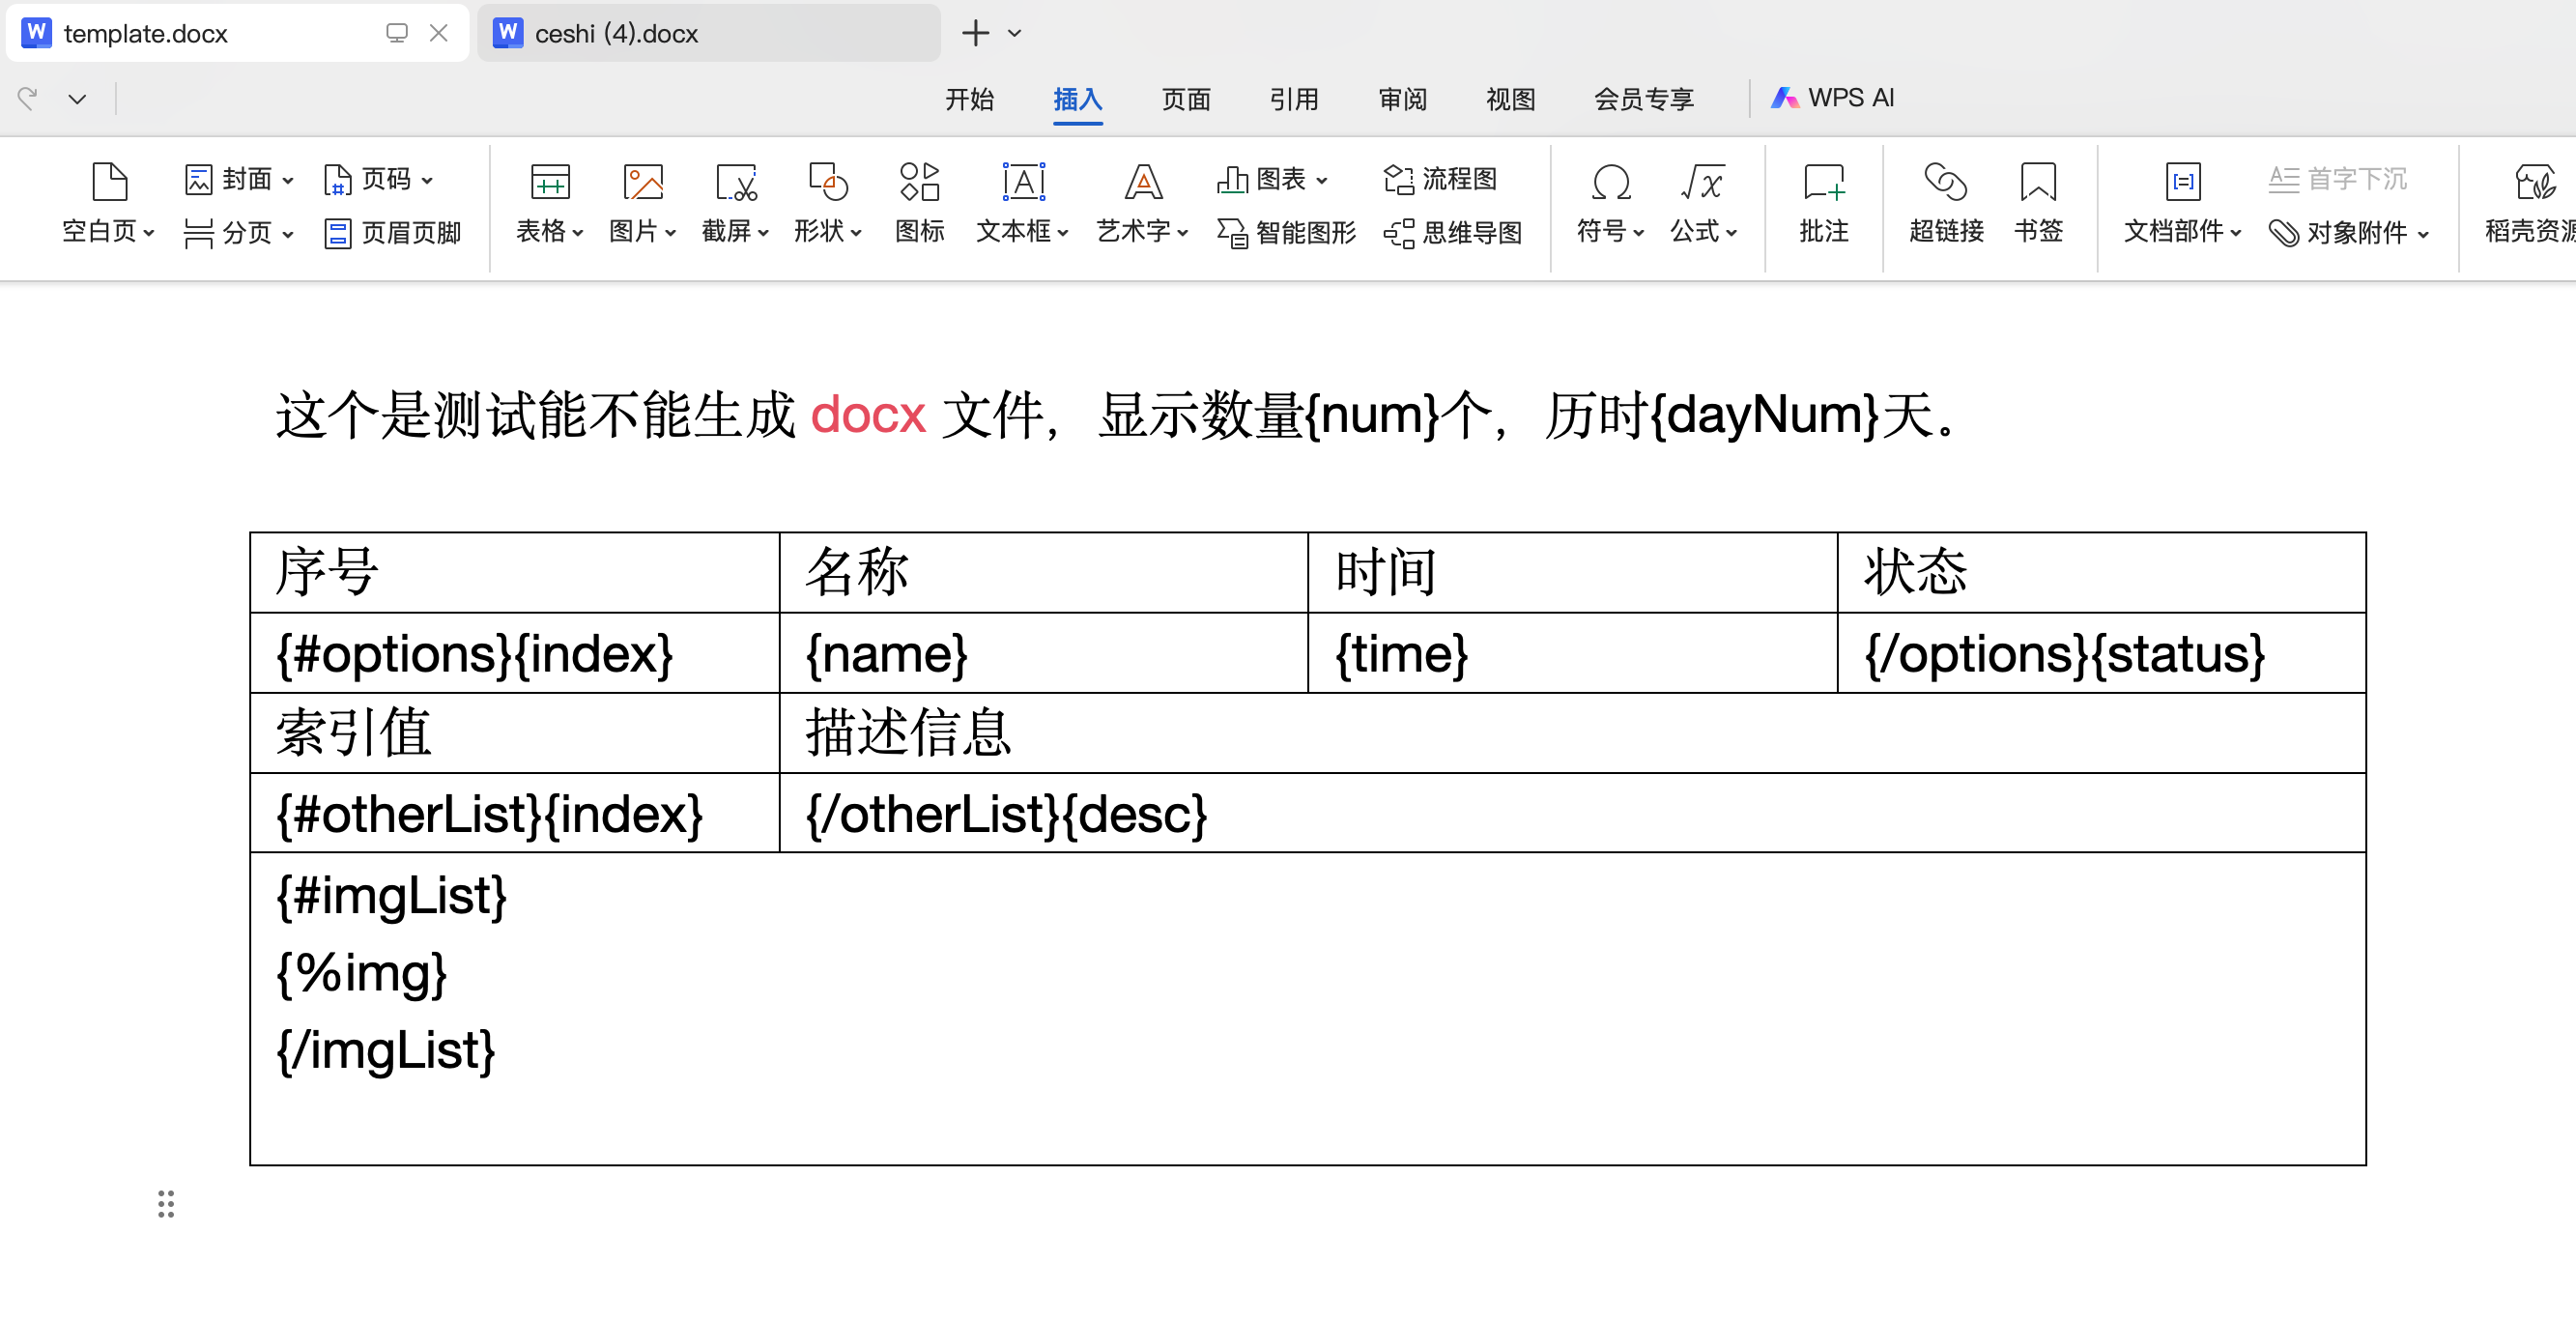 template.docx ceshi (4).docx
开始 插入 页面 引用 审阅 视图 会员专享 WPS AI
封面 页码 图表 流程图 首字下沉
空白页 分页 页眉页脚 表格 图片 截屏 形状 图标 文本框 艺术字 智能图形 思维导图 符号 公式 批注 超链接 书签 文档部件 对象附件 稻壳资源
这个是测试能不能生成 docx 文件，显示数量{num}个，历时{dayNum}天。
序号 名称 时间 状态
{#options}{index} {name} {time} {/options}{status}
索引值 描述信息
{#otherList}{index} {/otherList}{desc}
{#imgList}
{%img}
{/imgList}